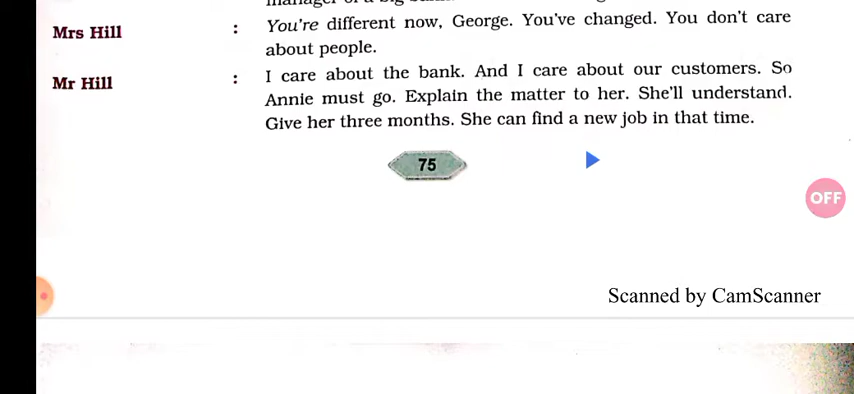 Mrs Hill : You're different now, George. You've changed. You don't care
about people.
Mr Hill : I care about the bank. And I care about our customers. So
Annie must go. Explain the matter to her. She'll understand.
Give her three months. She can find a new job in that time.
75
OFF
Scanned by CamScanner